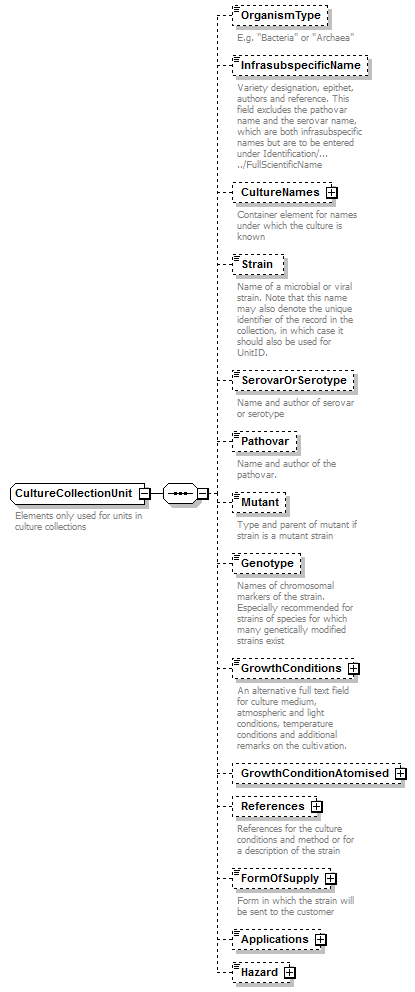 OrganismType
E.g. "Bacteria" or "Archaea"
InfrasubspecificName
Variety designation, epithet,
authors and reference. This
field excludes the pathovar
name and the serovar name,
which are both infrasubspecific
names but are to be entered
under Identification/...
../FullScientificName
CultureNames
Container element for names
under which the culture is
known
Strain
Name of a microbial or viral
strain. Note that this name
may also denote the unique
identifier of the record in the
collection, in which case it
should also be used for
UnitID.
SerovarOrSerotype
Name and author of serovar
or serotype
Pathovar
Name and author of the
pathovar.
CultureCollectionUnit
Elements only used for units in
culture collections
Mutant
Type and parent of mutant if
strain is a mutant strain
Genotype
Names of chromosomal
markers of the strain.
Especially recommended for
strains of species for which
many genetically modified
strains exist
GrowthConditions
An alternative full text field
for culture medium,
atmospheric and light
conditions, temperature
conditions and additional
remarks on the cultivation.
GrowthConditionAtomised
References
References for the culture
conditions and method or for
a description of the strain
FormOfSupply
Form in which the strain will
be sent to the customer
Applications
Hazard